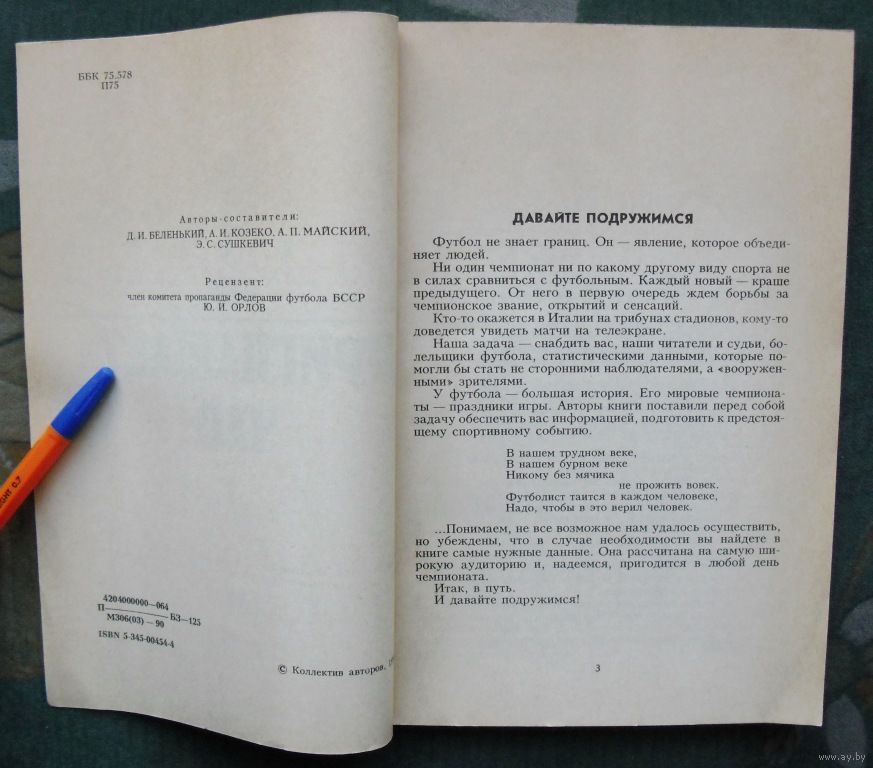 ББК 75.578
П75
Авторы-составители:
Д. И. БЕЛЕНЬКИЙ, А. И. КОЗЕКО, А. П. МАЙСКИЙ,
Э. С. СУШКЕВИЧ
Рецензент:
член комитета пропаганды Федерации футбола БССР
Ю. И. ОРЛОВ
4204000000—064
П БЗ—125
М306(03) — 90
ISBN 5-345-00454-4
© Коллектив авторов,
ДАВАЙТЕ ПОДРУЖИМСЯ
Футбол не знает границ. Он — явление, которое объеди-
няет людей.
Ни один чемпионат ни по какому другому виду спорта не
в силах сравниться с футбольным. Каждый новый — краше
предыдущего. От него в первую очередь ждем борьбы за
чемпионское звание, открытий и сенсаций.
Кто-то окажется в Италии на трибунах стадионов, кому-то
доведется увидеть матчи на телеэкране.
Наша задача — снабдить вас, наши читатели и судьи, бо-
лельщики футбола, статистическими данными, которые по-
могли бы стать не сторонними наблюдателями, а «вооружен-
ными» зрителями.
У футбола — большая история. Его мировые чемпиона-
ты — праздники игры. Авторы книги поставили перед собой
задачу обеспечить вас информацией, подготовить к предстоя-
щему спортивному событию.
В нашем трудном веке,
В нашем бурном веке
Никому без мячика
не прожить вовек.
Футболист таится в каждом человеке,
Надо, чтобы в это верил человек.
...Понимаем, не все возможное нам удалось осуществить,
но убеждены, что в случае необходимости вы найдете в
книге самые нужные данные. Она рассчитана на самую ши-
рокую аудиторию и, надеемся, пригодится в любой день
чемпионата.
Итак, в путь.
И давайте подружимся!
3
www.ay.by